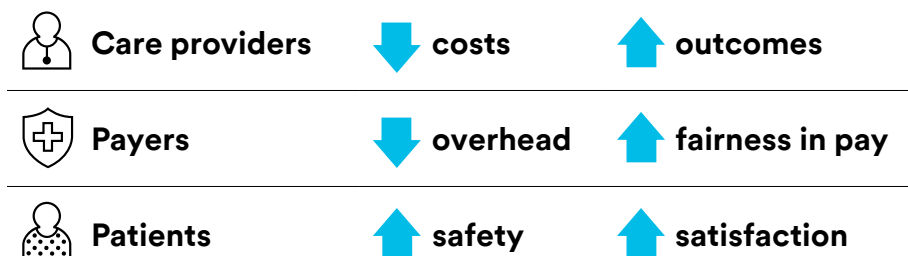 Care providers costs outcomes
Payers overhead fairness in pay
Patients safety satisfaction